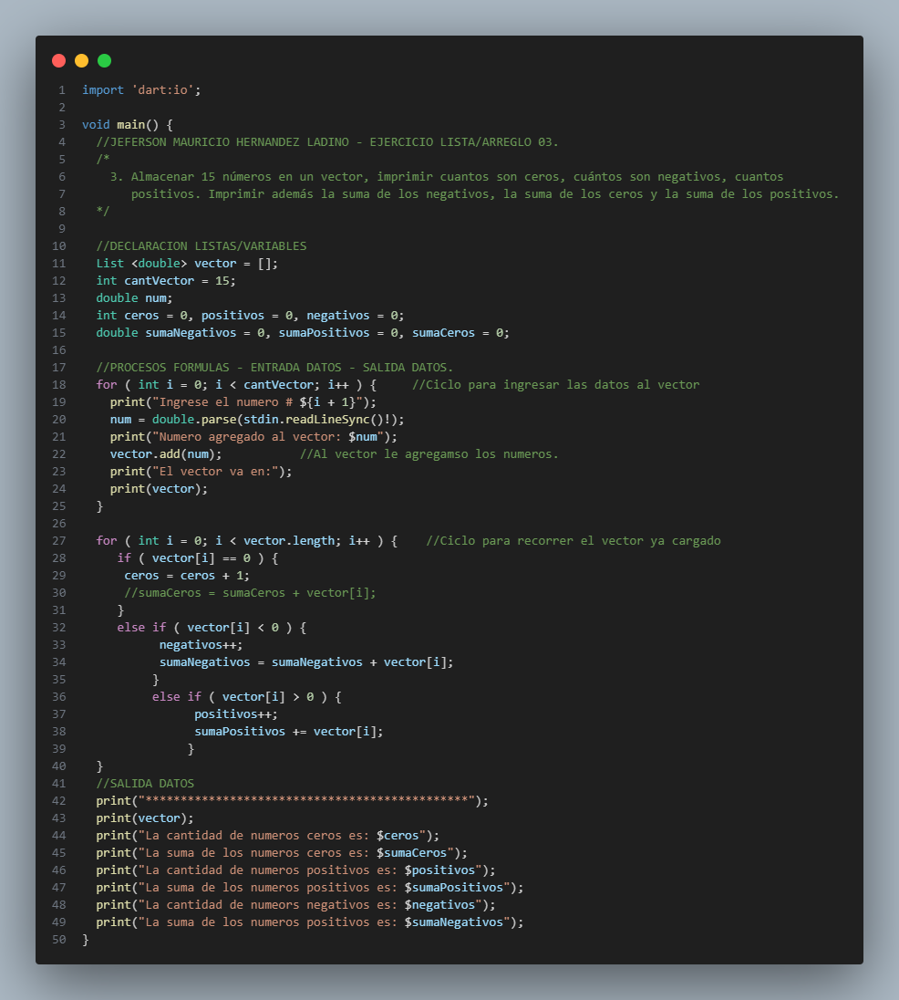 1 import 'dart:io';
2
3 void main() {
4   //JEFERSON MAURICIO HERNANDEZ LADINO - EJERCICIO LISTA/ARREGLO 03.
5   /*
6     3. Almacenar 15 números en un vector, imprimir cuantos son ceros, cuántos son negativos, cuantos
7        positivos. Imprimir además la suma de los negativos, la suma de los ceros y la suma de los positivos.
8   */
9
10   //DECLARACION LISTAS/VARIABLES
11   List <double> vector = [];
12   int cantVector = 15;
13   double num;
14   int ceros = 0, positivos = 0, negativos = 0;
15   double sumaNegativos = 0, sumaPositivos = 0, sumaCeros = 0;
16
17   //PROCESOS FORMULAS - ENTRADA DATOS - SALIDA DATOS.
18   for ( int i = 0; i < cantVector; i++ ) {     //Ciclo para ingresar las datos al vector
19     print("Ingrese el numero # ${i + 1}");
20     num = double.parse(stdin.readLineSync()!);
21     print("Numero agregado al vector: $num");
22     vector.add(num);           //Al vector le agregamso los numeros.
23     print("El vector va en:");
24     print(vector);
25   }
26
27   for ( int i = 0; i < vector.length; i++ ) {    //Ciclo para recorrer el vector ya cargado
28      if ( vector[i] == 0 ) {
29       ceros = ceros + 1;
30       //sumaCeros = sumaCeros + vector[i];
31      }
32      else if ( vector[i] < 0 ) {
33            negativos++;
34            sumaNegativos = sumaNegativos + vector[i];
35           }
36           else if ( vector[i] > 0 ) {
37                 positivos++;
38                 sumaPositivos += vector[i];
39                }
40   }
41   //SALIDA DATOS
42   print("**********************************************");
43   print(vector);
44   print("La cantidad de numeros ceros es: $ceros");
45   print("La suma de los numeros ceros es: $sumaCeros");
46   print("La cantidad de numeros positivos es: $positivos");
47   print("La suma de los numeros positivos es: $sumaPositivos");
48   print("La cantidad de numeors negativos es: $negativos");
49   print("La suma de los numeros positivos es: $sumaNegativos");
50 }